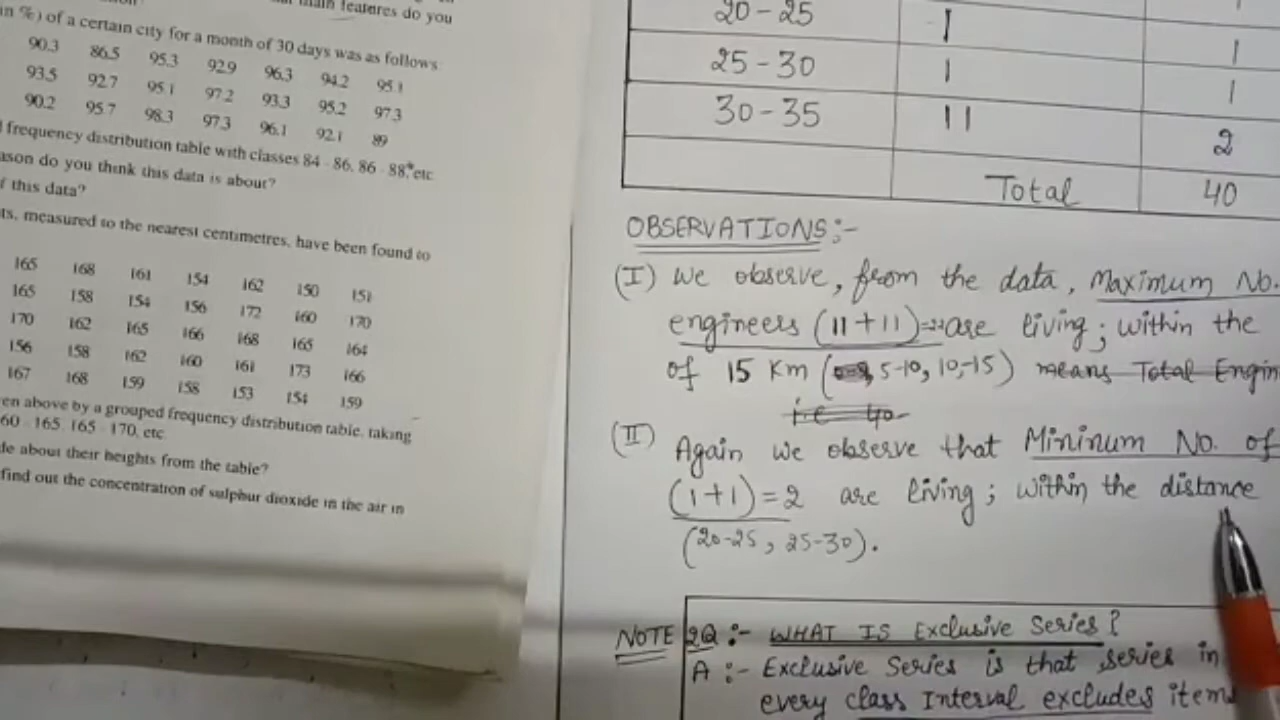 main features do you
in %) of a certain city for a month of 30 days was as follows
90.3 86.5 95.3 92.9 96.3 94.2 95.1
93.5 92.7 95.1 97.2 93.3 95.2 97.3
90.2 95.7 98.3 97.3 96.1 92.1 89
frequency distribution table with classes 84 - 86, 86 - 88, etc
ason do you think this data is about?
f this data?
ts, measured to the nearest centimetres, have been found to
165 168 161 154 162 150 151
165 158 154 156 172 160 170
170 162 165 166 168 165 164
156 158 162 160 161 173 166
167 168 159 158 153 154 159
en above by a grouped frequency distribution table, taking
60 - 165, 165 - 170, etc
de about their heights from the table?
find out the concentration of sulphur dioxide in the air in
20-25 1 1
25-30 1 1
30-35 11 2
Total 40
OBSERVATIONS :-
(I) We observe, from the data, Maximum No.
engineers (11+11)=22 are living; within the
of 15 Km (5-10, 10-15) means Total Engin
i.e 40
(II) Again we observe that Mininum No. of
(1+1)=2 are living; within the distance
(20-25, 25-30).
NOTE 2Q :- WHAT IS Exclusive Series?
A :- Exclusive Series is that series in
every class Interval excludes items